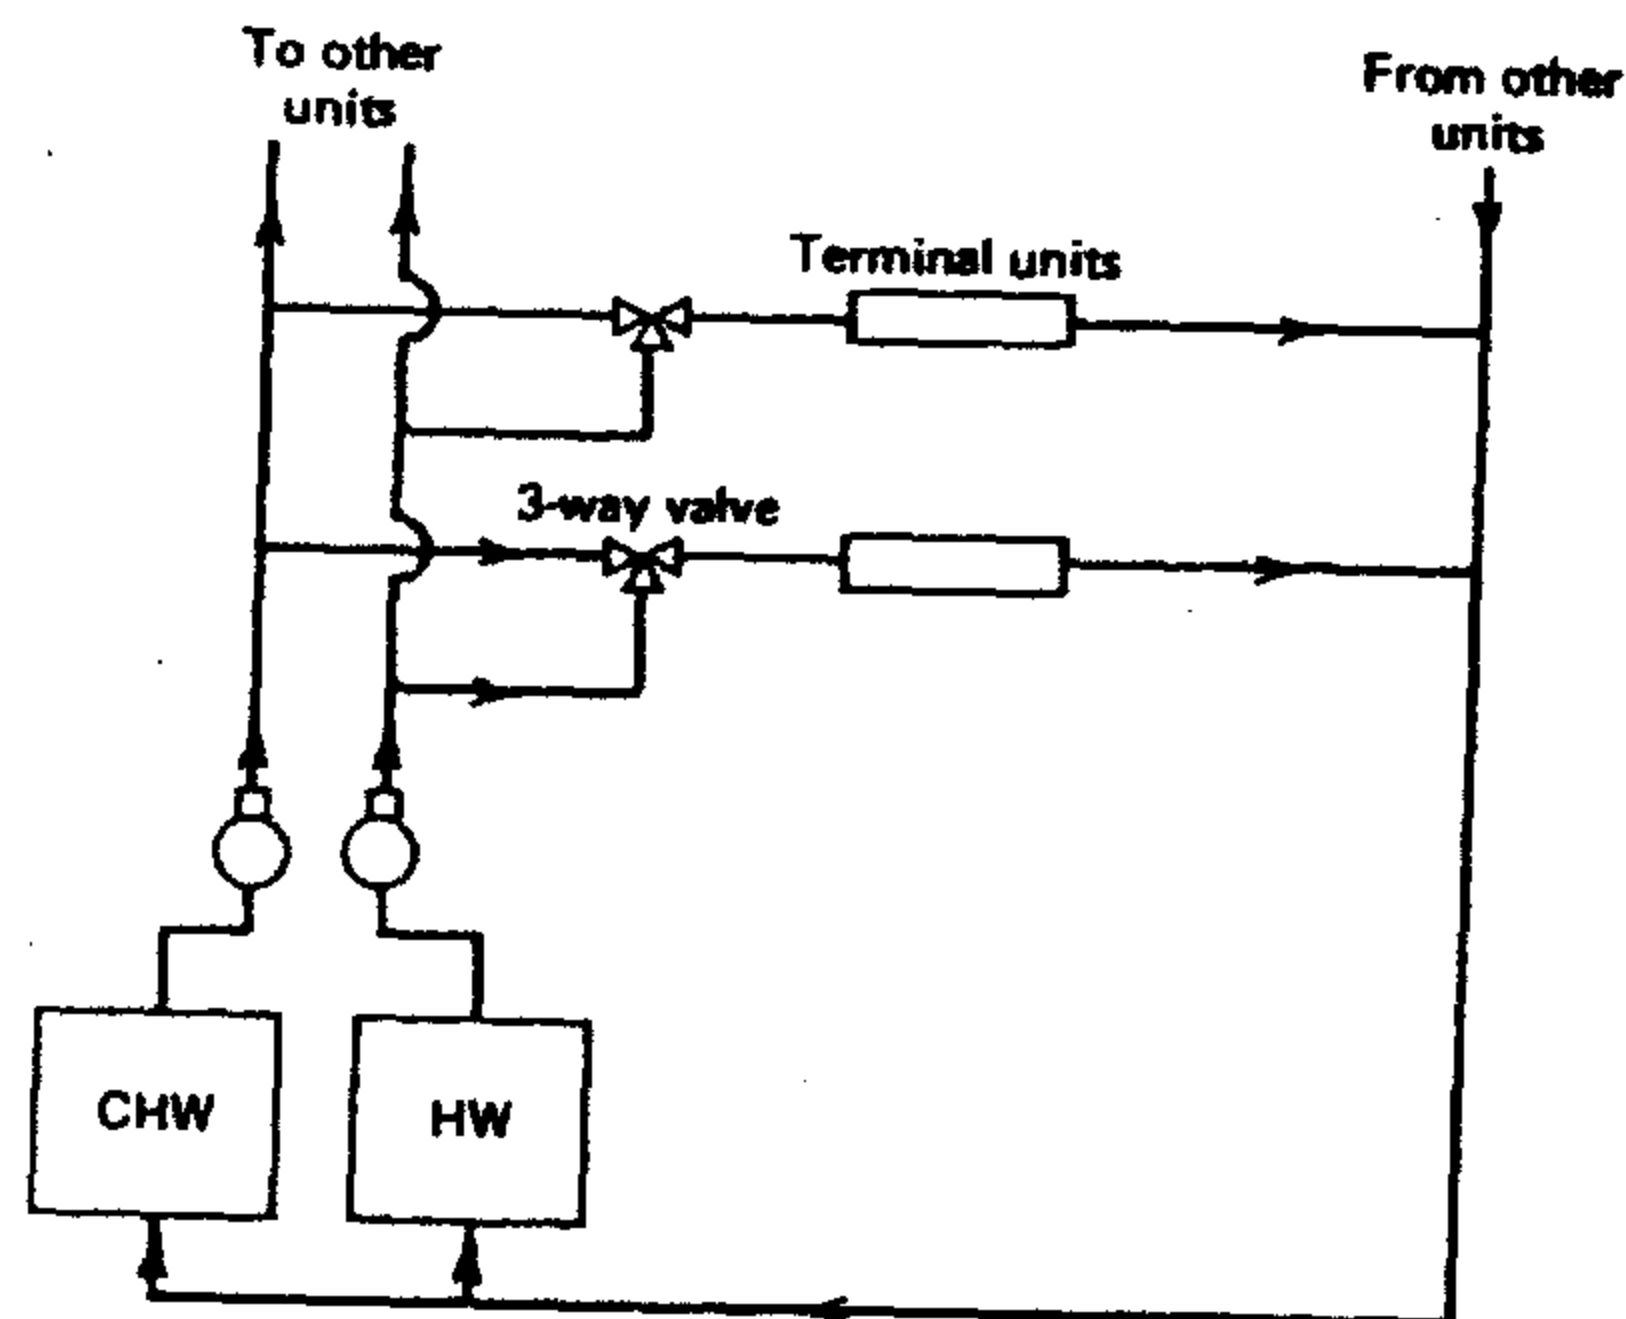 To other
units
From other
units
Terminal units
3-way valve
CHW
HW